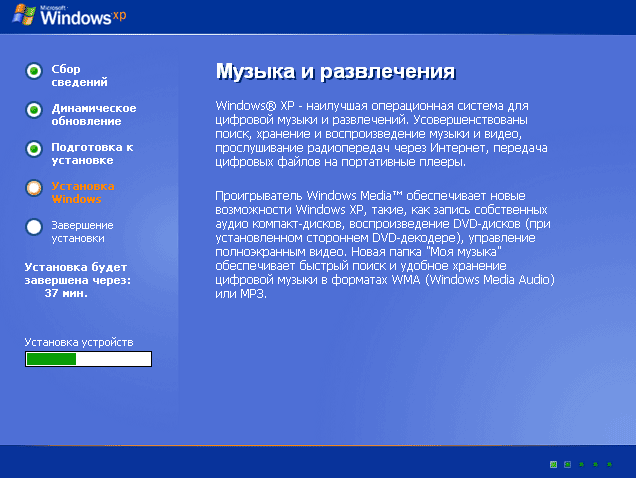 Microsoft
Windows xp
Сбор
сведений
Динамическое
обновление
Подготовка к
установке
Установка
Windows
Завершение
установки
Установка будет
завершена через:
37 мин.
Установка устройств
Музыка и развлечения
Windows® XP - наилучшая операционная система для
цифровой музыки и развлечений. Усовершенствованы
поиск, хранение и воспроизведение музыки и видео,
прослушивание радиопередач через Интернет, передача
цифровых файлов на портативные плееры.
Проигрыватель Windows Media™ обеспечивает новые
возможности Windows XP, такие, как запись собственных
аудио компакт-дисков, воспроизведение DVD-дисков (при
установленном стороннем DVD-декодере), управление
полноэкранным видео. Новая папка "Моя музыка"
обеспечивает быстрый поиск и удобное хранение
цифровой музыки в форматах WMA (Windows Media Audio)
или MP3.